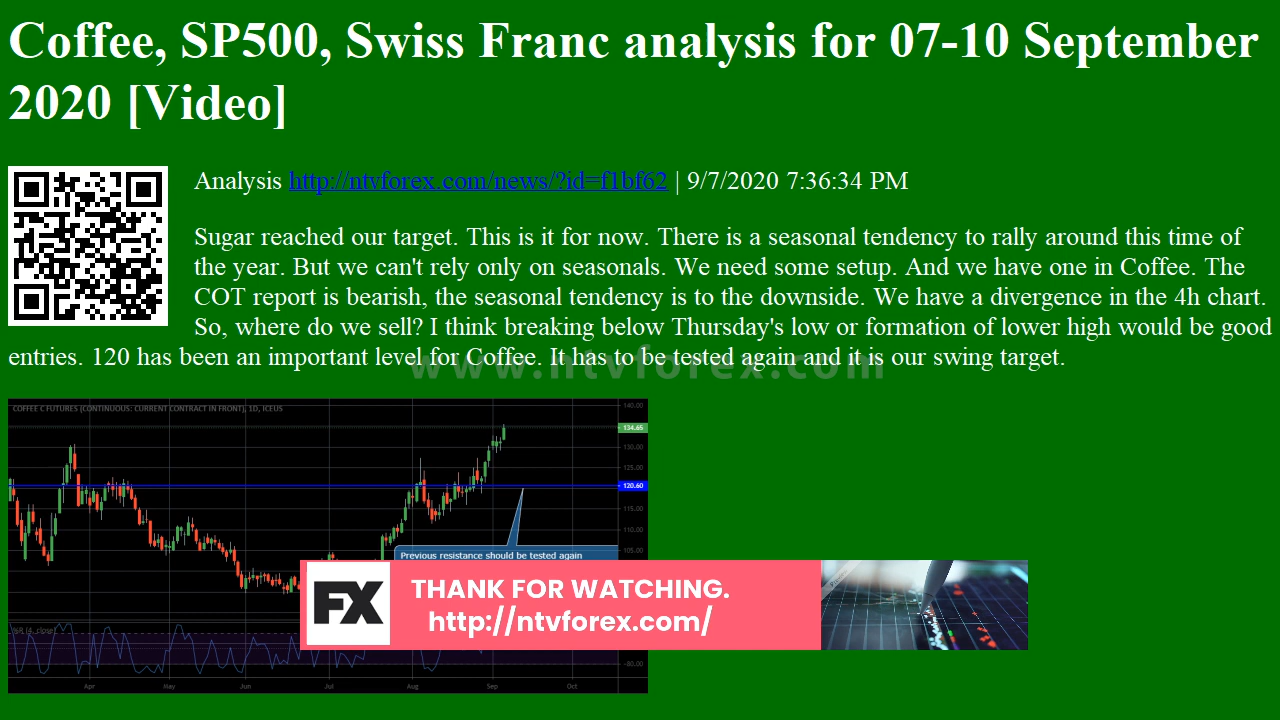 Coffee, SP500, Swiss Franc analysis for 07-10 September
2020 [Video]
Analysis http://ntvforex.com/news/?id=f1bf62 | 9/7/2020 7:36:34 PM
Sugar reached our target. This is it for now. There is a seasonal tendency to rally around this time of
the year. But we can't rely only on seasonals. We need some setup. And we have one in Coffee. The
COT report is bearish, the seasonal tendency is to the downside. We have a divergence in the 4h chart.
So, where do we sell? I think breaking below Thursday's low or formation of lower high would be good
entries. 120 has been an important level for Coffee. It has to be tested again and it is our swing target.
www.ntvforex.com
COFFEE C FUTURES (CONTINUOUS: CURRENT CONTRACT IN FRONT), 1D, ICEUS
140.00
134.65
130.00
125.00
120.60
115.00
110.00
105.00
Previous resistance should be tested again
FX
THANK FOR WATCHING.
http://ntvforex.com/
%R (4, close)
-80.00
Apr May Jun Jul Aug Sep Oct